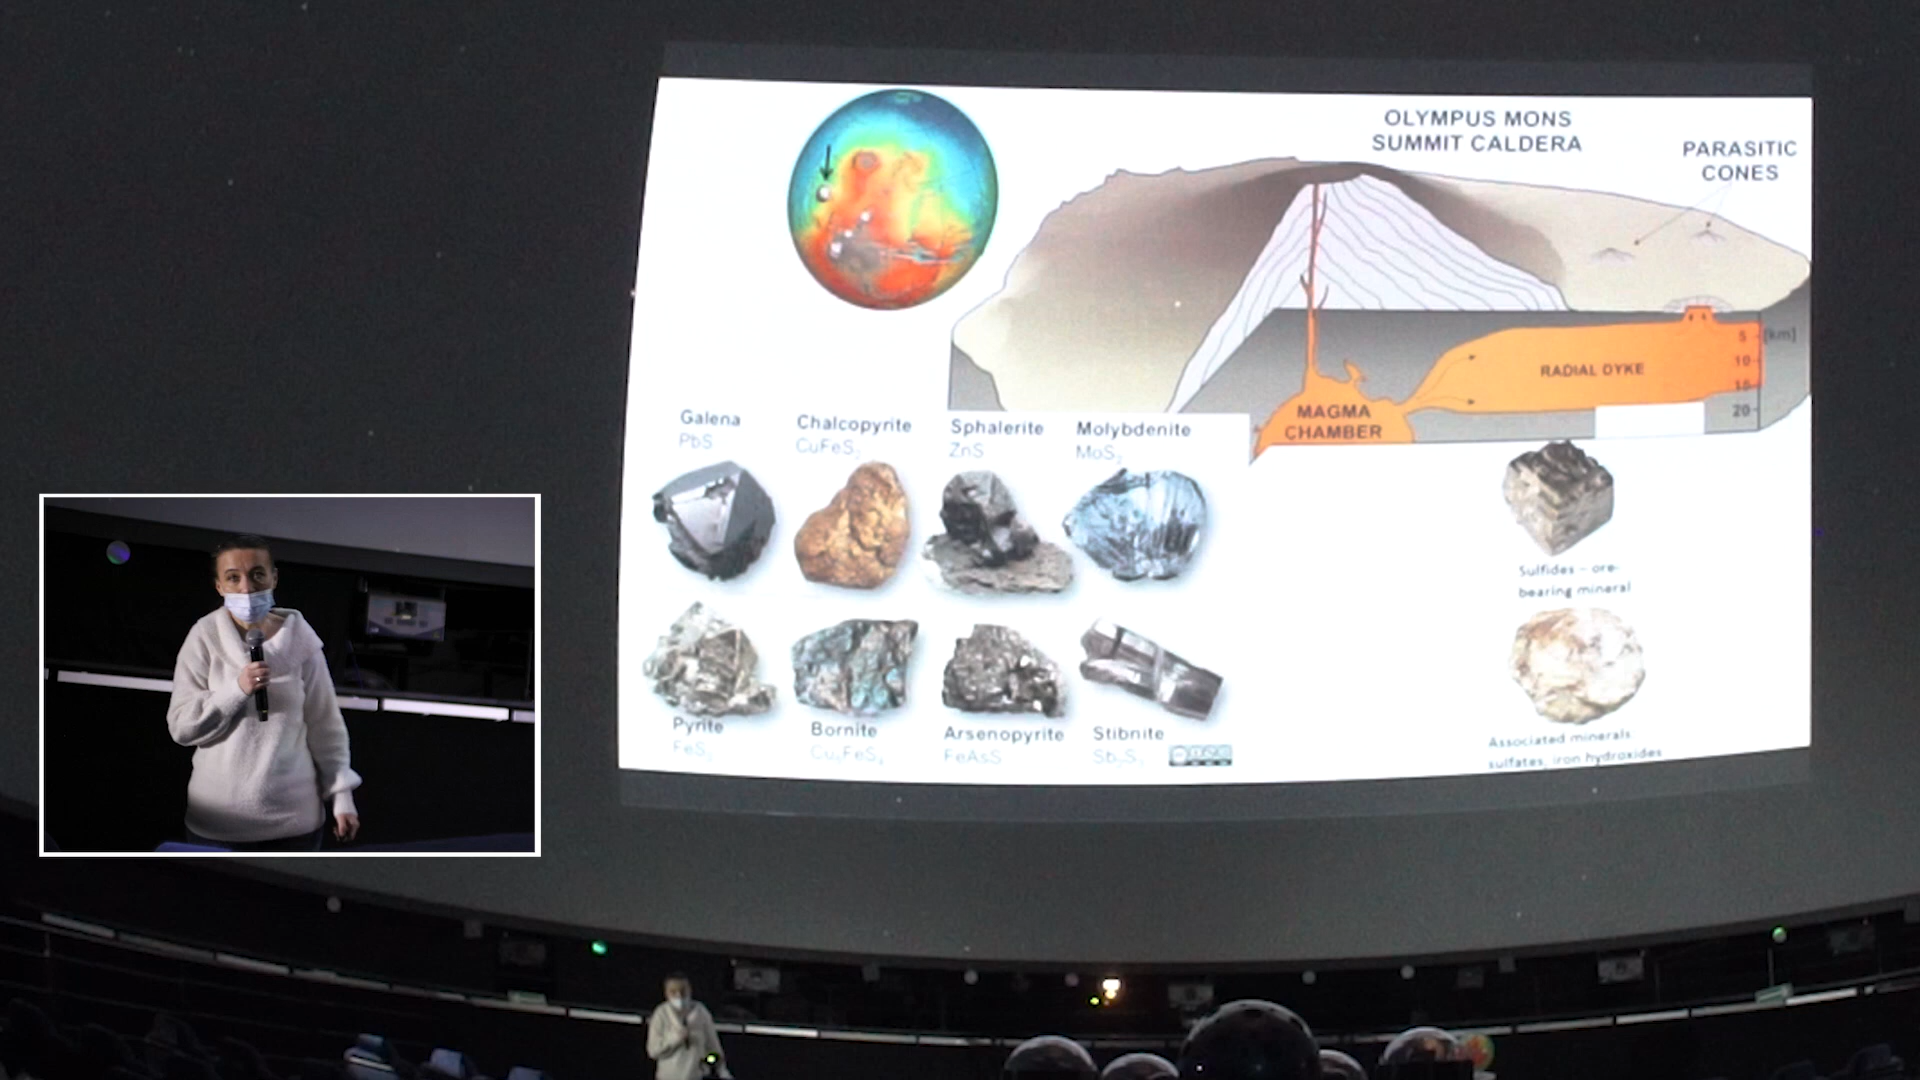 OLYMPUS MONS
SUMMIT CALDERA
PARASITIC
CONES
5 [km]
10
RADIAL DYKE
20
MAGMA
CHAMBER
Galena
PbS
Chalcopyrite
CuFeS₂
Sphalerite
ZnS
Molybdenite
MoS₂
Sulfides – ore-
bearing mineral
Pyrite
FeS₂
Bornite
Cu₅FeS₄
Arsenopyrite
FeAsS
Stibnite
Sb₂S₃
Associated minerals
sulfates, iron hydroxides